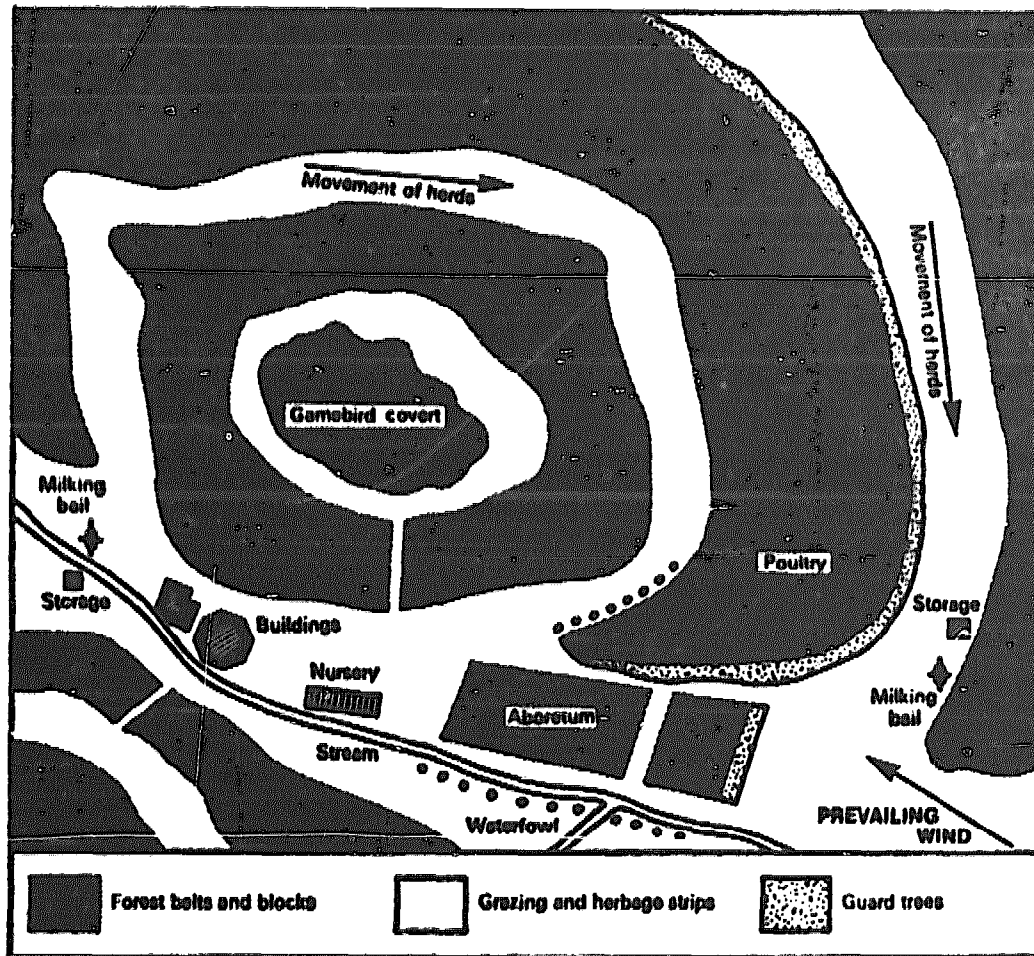 Movement of herds
Movement of herds
Gamebird covert
Milking
bail
Storage
Buildings
Poultry
Storage
Nursery
Milking
bail
Aboretum
Stream
Waterfowl
PREVAILING
WIND
Forest belts and blocks
Grazing and herbage strips
Guard trees